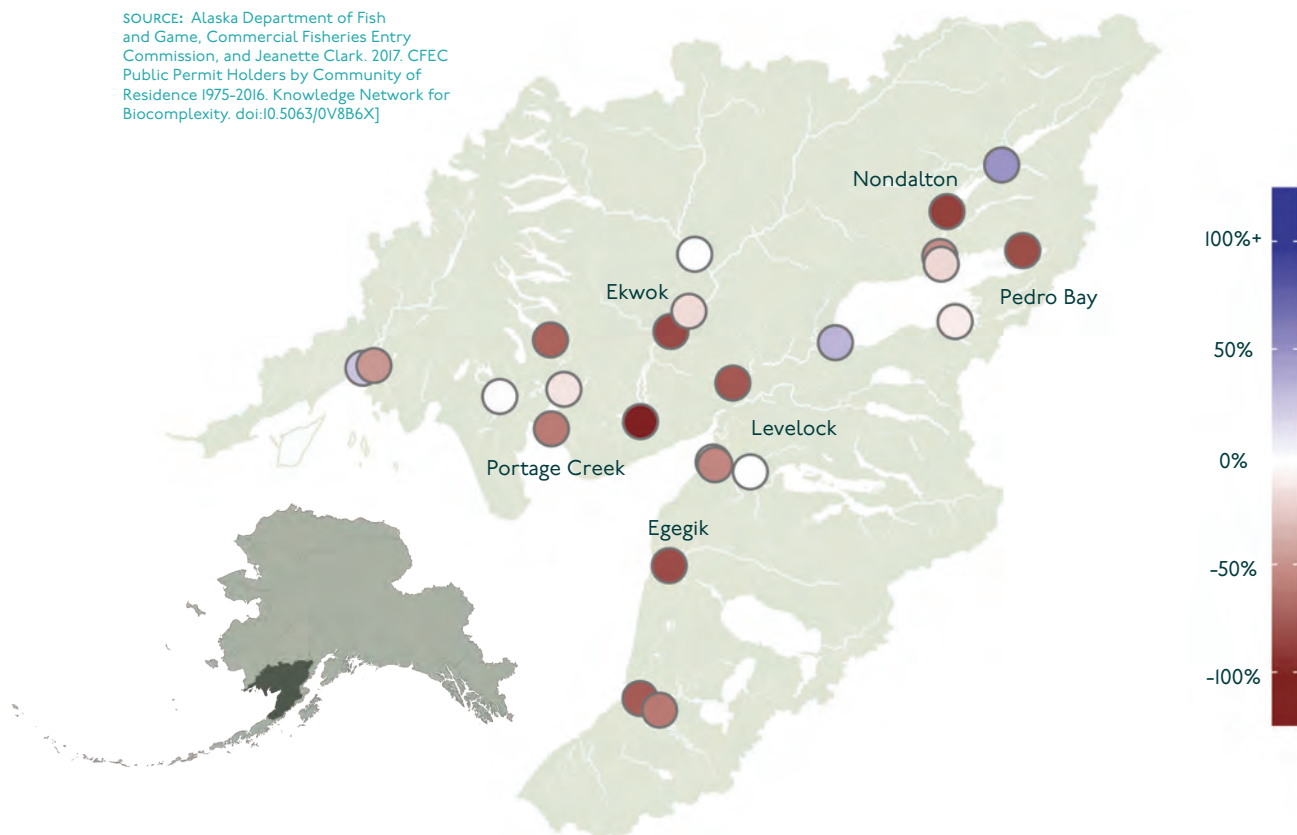 SOURCE: Alaska Department of Fish
and Game, Commercial Fisheries Entry
Commission, and Jeanette Clark. 2017. CFEC
Public Permit Holders by Community of
Residence 1975-2016. Knowledge Network for
Biocomplexity. doi:10.5063/0V8B6X]
Nondalton
100%+
Ekwok
Pedro Bay
50%
Levelock
0%
Portage Creek
Egegik
-50%
-100%